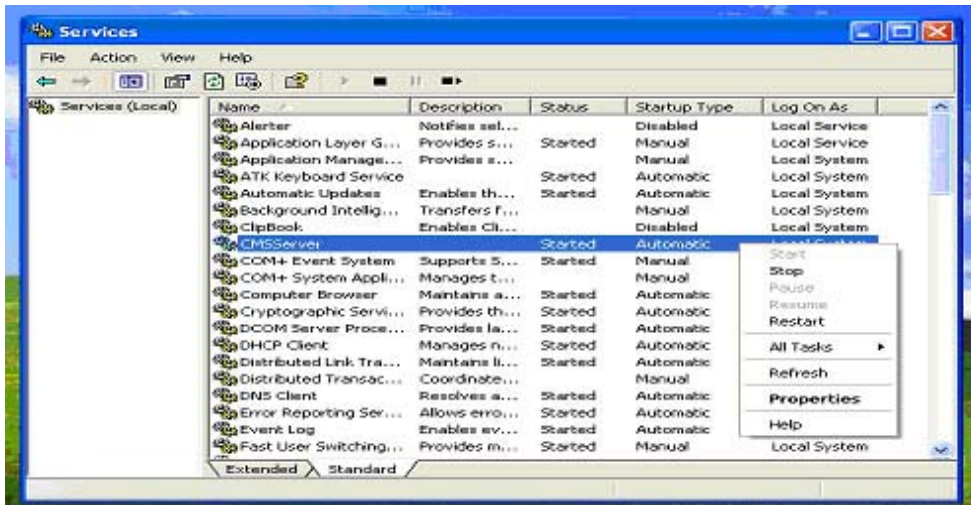 Services
File Action View Help
Services (Local)
Name Description Status Startup Type Log On As
Alerter Notifies sel... Disabled Local Service
Application Layer G... Provides s... Started Manual Local Service
Application Manage... Provides s... Manual Local System
ATK Keyboard Service Started Automatic Local System
Automatic Updates Enables th... Started Automatic Local System
Background Intellig... Transfers f... Manual Local System
ClipBook Enables Cli... Disabled Local System
CMSServer Started Automatic Local System
COM+ Event System Supports S... Started Manual
COM+ System Appli... Manages t... Manual
Computer Browser Maintains a... Started Automatic
Cryptographic Servi... Provides th... Started Automatic
DCOM Server Proce... Provides la... Started Automatic
DHCP Client Manages n... Started Automatic
Distributed Link Tra... Maintains li... Started Automatic
Distributed Transac... Coordinate... Manual
DNS Client Resolves a... Started Automatic
Error Reporting Ser... Allows erro... Started Automatic
Event Log Enables ev... Started Automatic
Fast User Switching... Provides m... Started Manual Local System
Start
Stop
Pause
Resume
Restart
All Tasks
Refresh
Properties
Help
Extended Standard